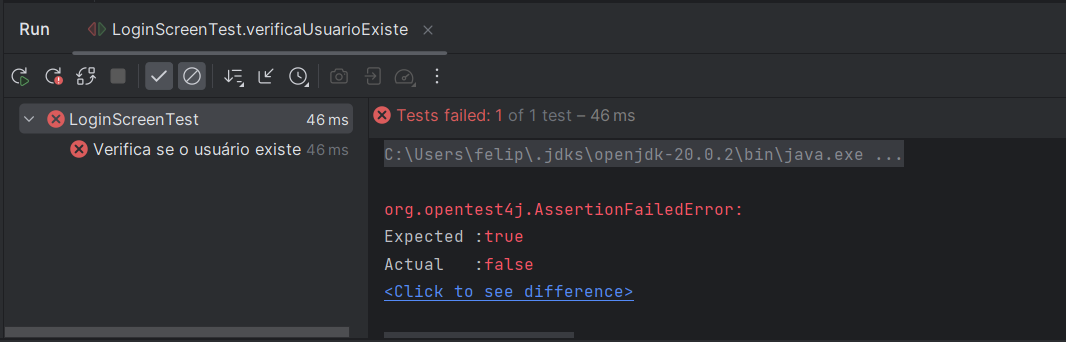 Run LoginScreenTest.verificaUsuarioExiste
LoginScreenTest 46 ms
Verifica se o usuário existe 46 ms
Tests failed: 1 of 1 test – 46 ms
C:\Users\felip\.jdks\openjdk-20.0.2\bin\java.exe ...
org.opentest4j.AssertionFailedError:
Expected :true
Actual :false
<Click to see difference>